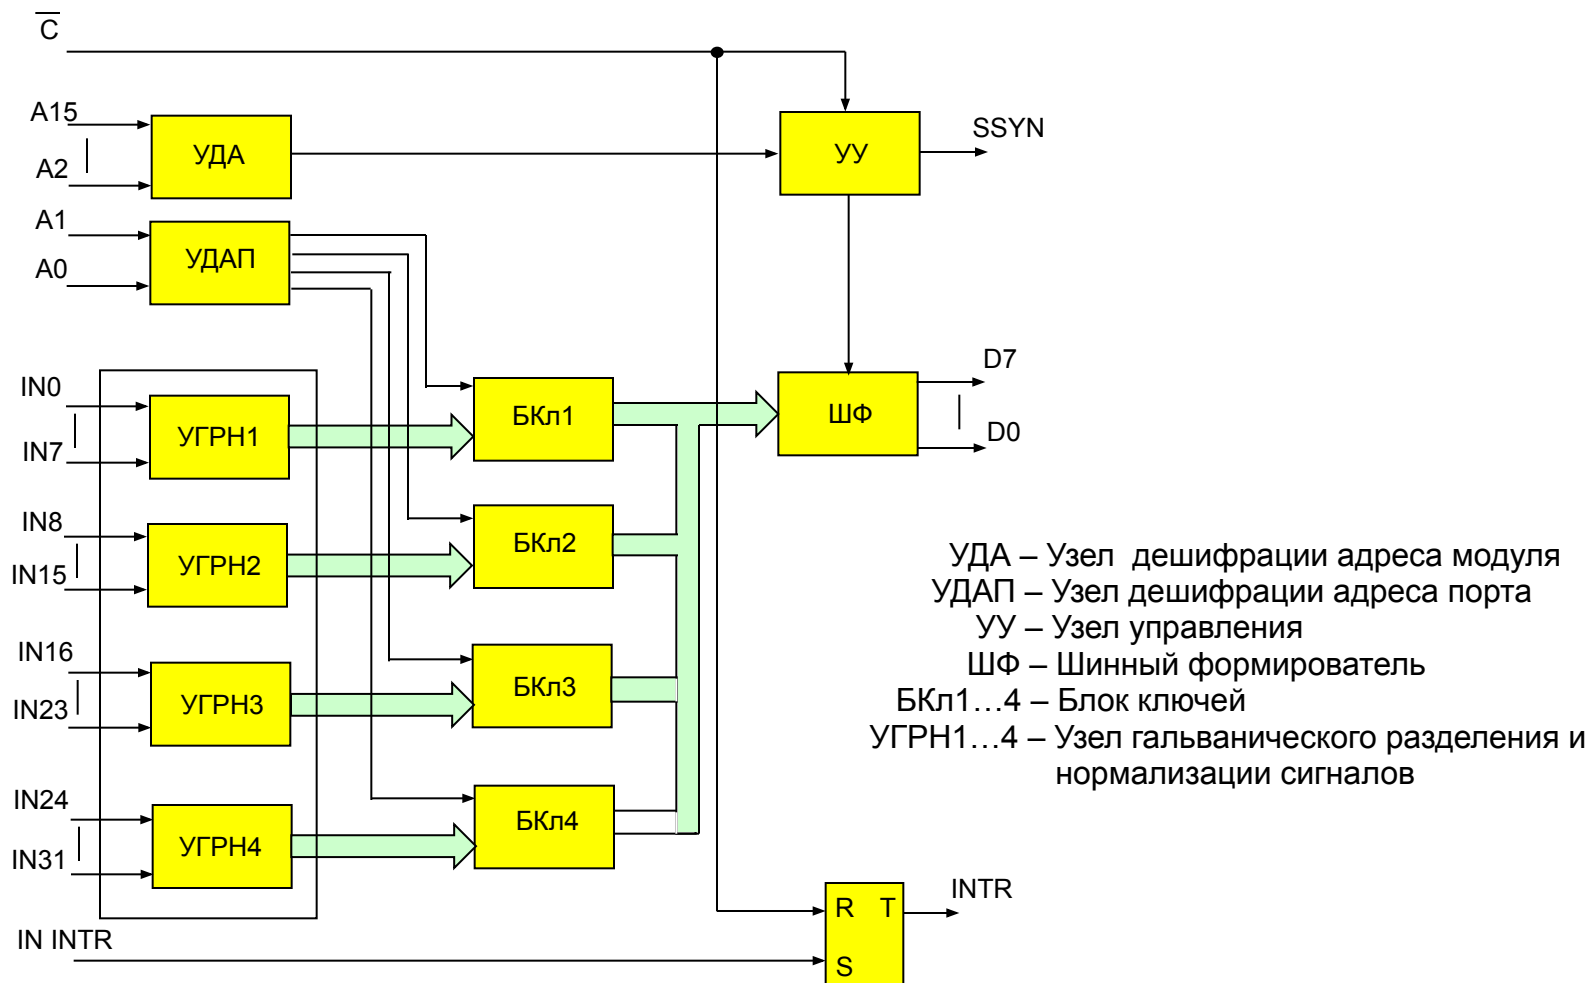 C
A15
УДА
УУ
SSYN
A2
A1
УДАП
A0
IN0
УГРН1
IN7
БКл1
ШФ
D7
D0
IN8
УГРН2
IN15
БКл2
IN16
УГРН3
IN23
БКл3
IN24
УГРН4
IN31
БКл4
УДА – Узел дешифрации адреса модуля
УДАП – Узел дешифрации адреса порта
УУ – Узел управления
ШФ – Шинный формирователь
БКл1...4 – Блок ключей
УГРН1...4 – Узел гальванического разделения и
нормализации сигналов
IN INTR
R T
S
INTR